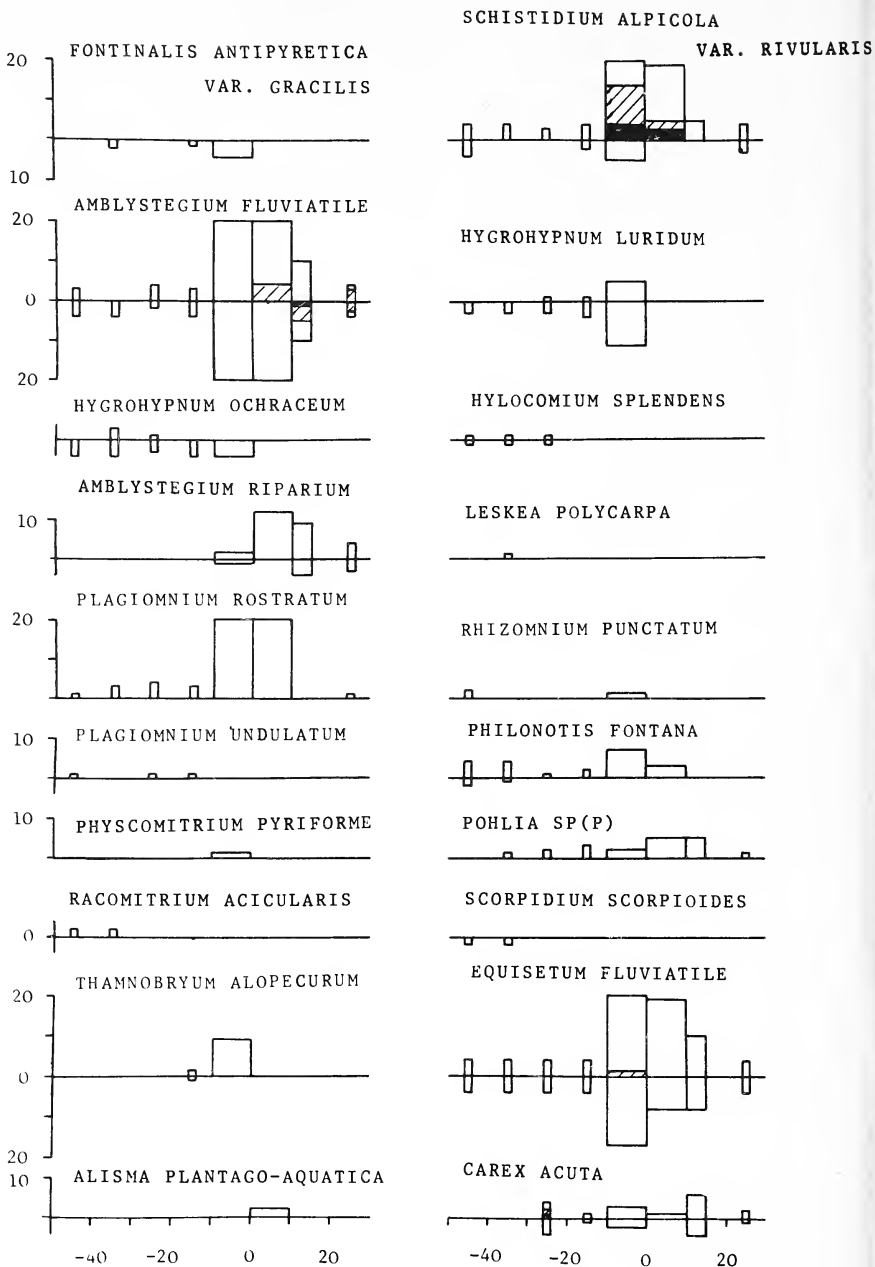 SCHISTIDIUM ALPICOLA
VAR. RIVULARIS
20
FONTINALIS ANTIPYRETICA
VAR. GRACILIS
10
AMBLYSTEGIUM FLUVIATILE
20
0
20
HYGROHYPNUM LURIDUM
HYGROHYPNUM OCHRACEUM
HYLOCOMIUM SPLENDENS
AMBLYSTEGIUM RIPARIUM
10
LESKEA POLYCARPA
PLAGIOMNIUM ROSTRATUM
20
RHIZOMNIUM PUNCTATUM
PLAGIOMNIUM UNDULATUM
10
PHILONOTIS FONTANA
PHYSCOMITRIUM PYRIFORME
10
POHLIA SP(P)
RACOMITRIUM ACICULARIS
0
SCORPIDIUM SCORPIOIDES
THAMNOBRYUM ALOPECURUM
20
0
20
EQUISETUM FLUVIATILE
ALISMA PLANTAGO-AQUATICA
10
CAREX ACUTA
-40 -20 0 20
-40 -20 0 20